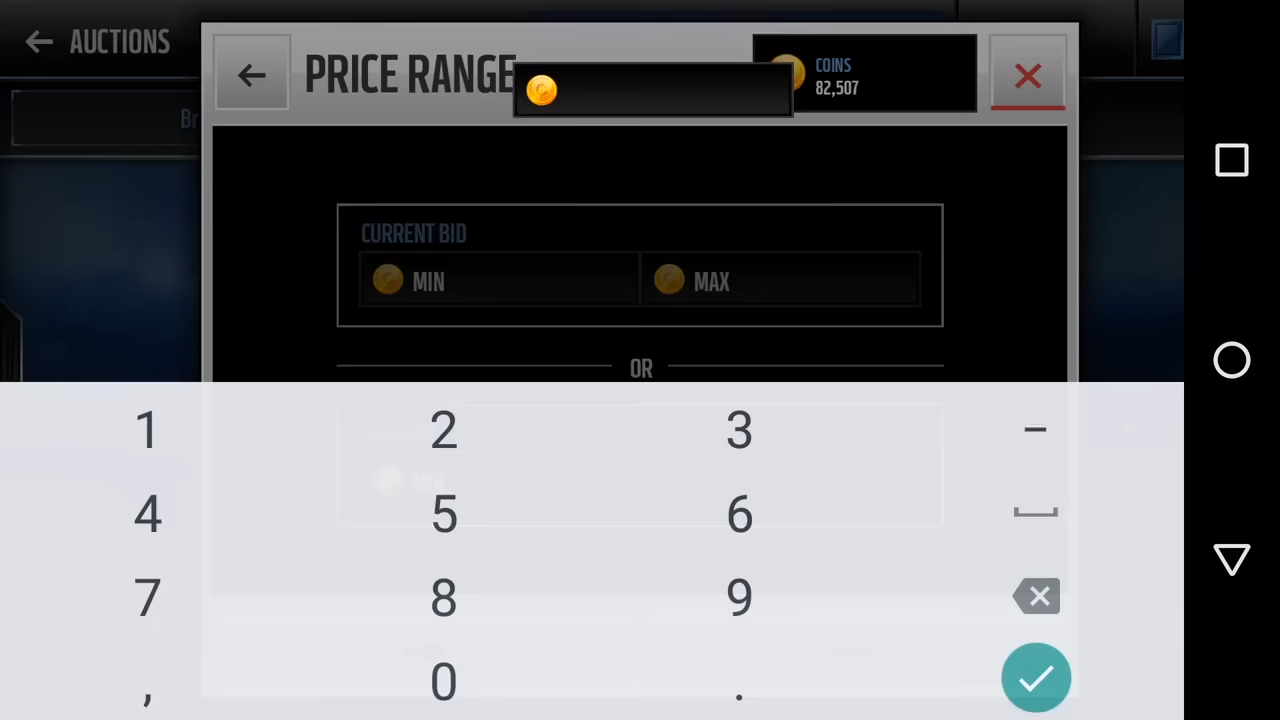 AUCTIONS
PRICE RANGE
COINS
82,507
Br
CURRENT BID
MIN
MAX
OR
1 2 3 –
4 5 6
7 8 9
, 0 .